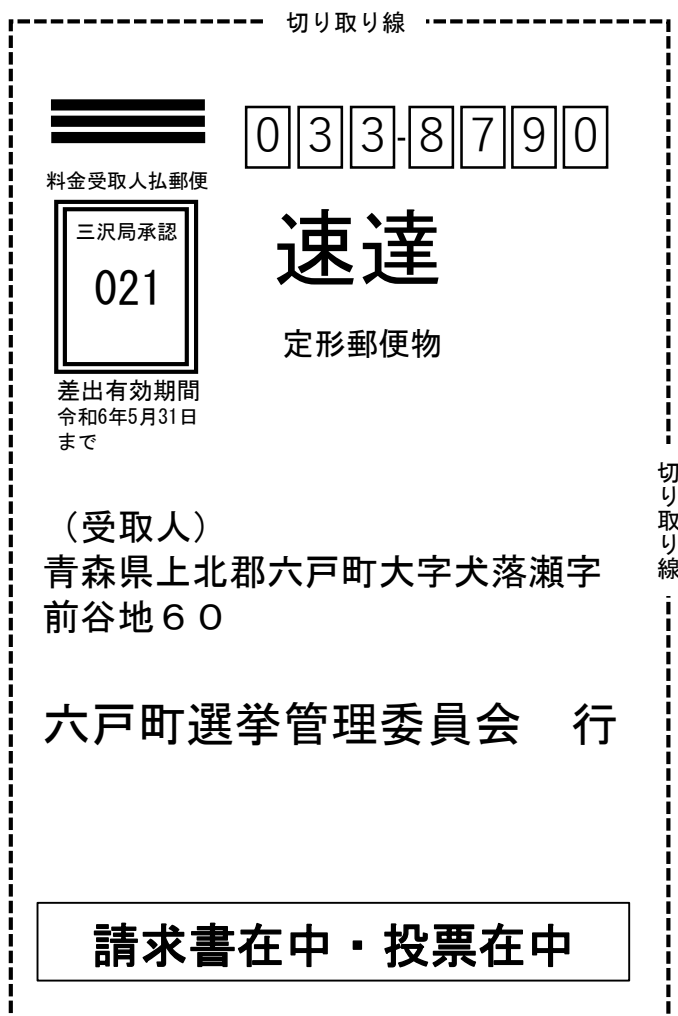 切り取り線
033-8790
料金受取人払郵便
三沢局承認
021
速達
定形郵便物
差出有効期間
令和6年5月31日
まで
切り取り線
（受取人）
青森県上北郡六戸町大字犬落瀬字
前谷地６０
六戸町選挙管理委員会　行
請求書在中・投票在中